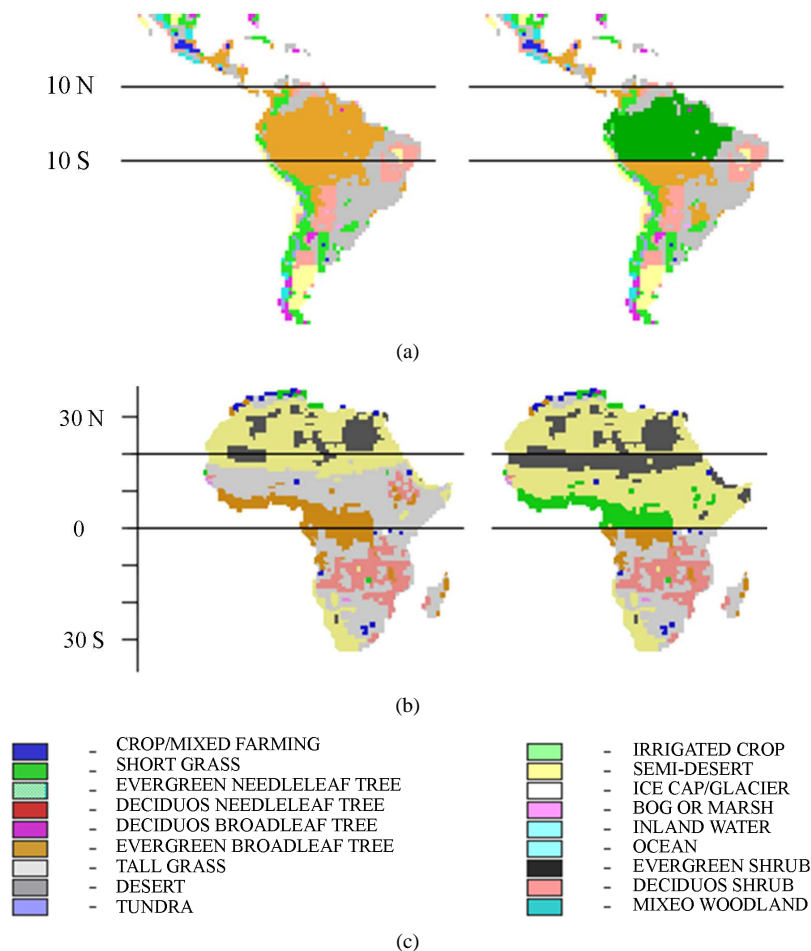 10 N
10 S
(a)
30 N
0
30 S
(b)
- CROP/MIXED FARMING
- SHORT GRASS
- EVERGREEN NEEDLELEAF TREE
- DECIDUOS NEEDLELEAF TREE
- DECIDUOS BROADLEAF TREE
- EVERGREEN BROADLEAF TREE
- TALL GRASS
- DESERT
- TUNDRA
- IRRIGATED CROP
- SEMI-DESERT
- ICE CAP/GLACIER
- BOG OR MARSH
- INLAND WATER
- OCEAN
- EVERGREEN SHRUB
- DECIDUOS SHRUB
- MIXEO WOODLAND
(c)